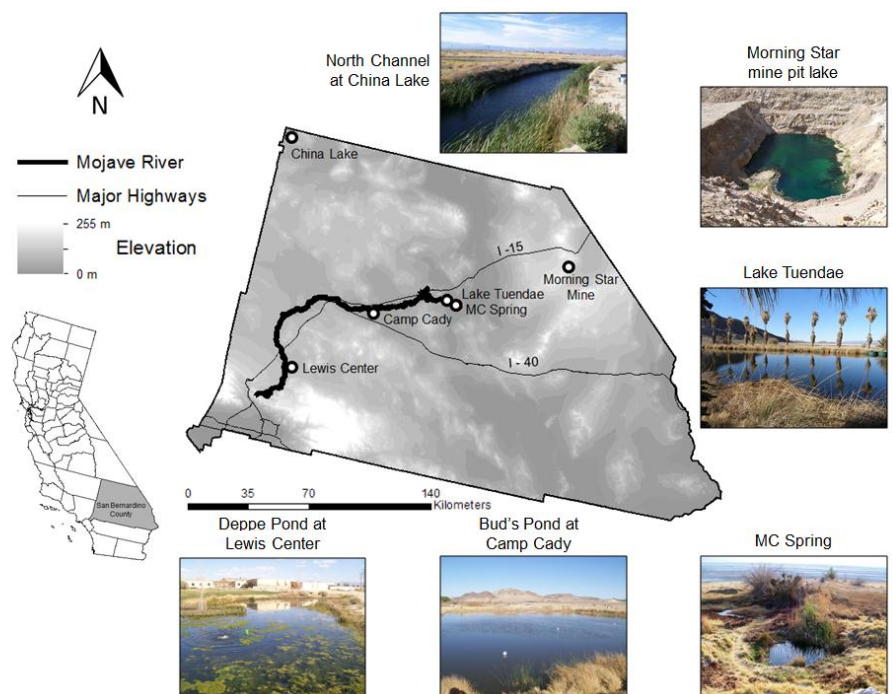 North Channel
at China Lake
Morning Star
mine pit lake
N
Mojave River
Major Highways
255 m
Elevation
0 m
China Lake
I -15
Morning Star
Mine
Lake Tuendae
MC Spring
Camp Cady
I - 40
Lewis Center
Lake Tuendae
San Bernardino
County
0 35 70 140
Kilometers
Deppe Pond at
Lewis Center
Bud's Pond at
Camp Cady
MC Spring